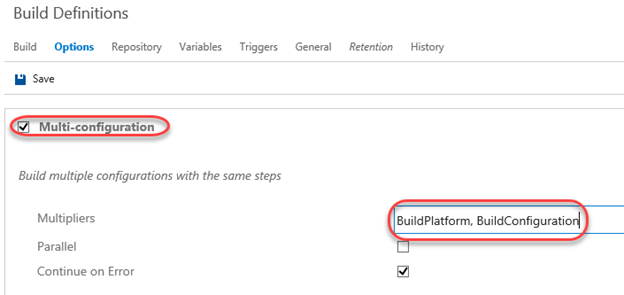 Build Definitions
Build Options Repository Variables Triggers General Retention History
Save
Multi-configuration
Build multiple configurations with the same steps
Multipliers BuildPlatform, BuildConfiguration
Parallel
Continue on Error